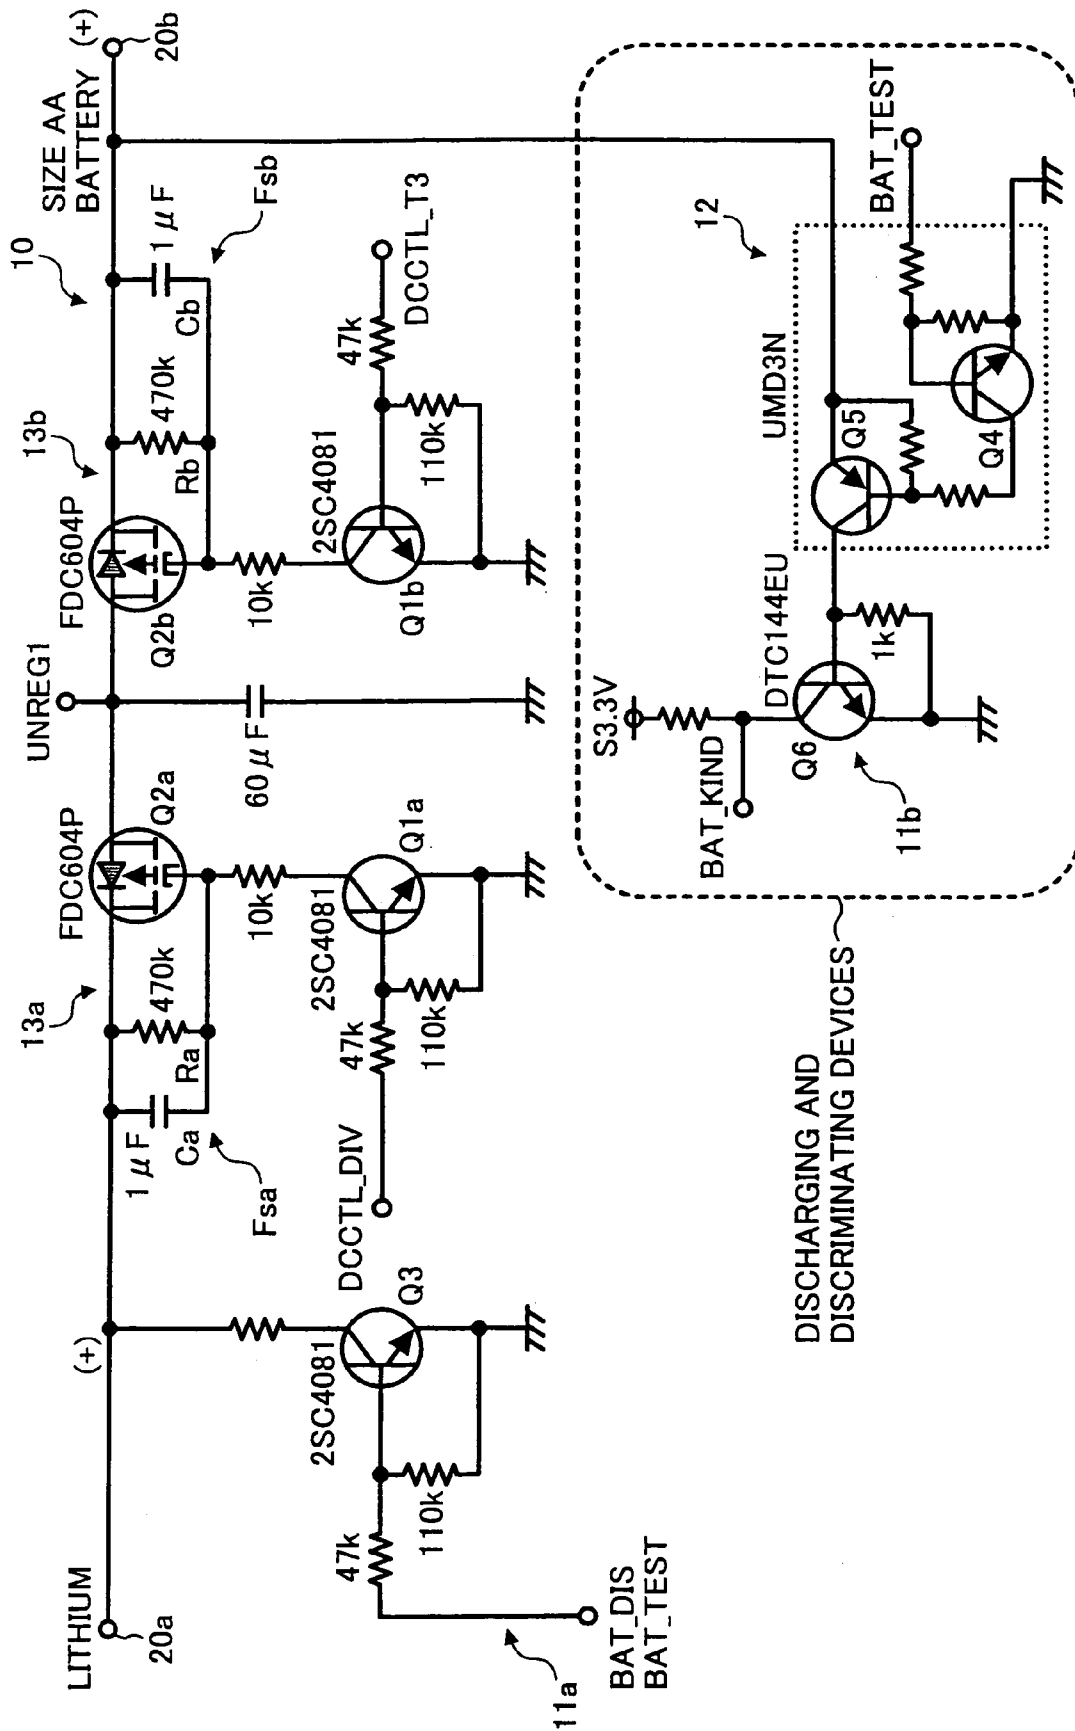 LITHIUM
20a
(+)
SIZE AA
BATTERY
(+)
20b
10
13a
13b
UNREG1
FDC604P
Q2a
FDC604P
Q2b
1μF
Ca
470k
Ra
Fsa
10k
60μF
10k
470k
Rb
1μF
Cb
Fsb
2SC4081
Q3
47k
110k
BAT_DIS
BAT_TEST
11a
DCCTL_DIV
47k
110k
2SC4081
Q1a
2SC4081
Q1b
47k
110k
DCCTL_T3
S3.3V
BAT_KIND
Q6
DTC144EU
1k
11b
UMD3N
12
Q5
Q4
BAT_TEST
DISCHARGING AND
DISCRIMINATING DEVICES